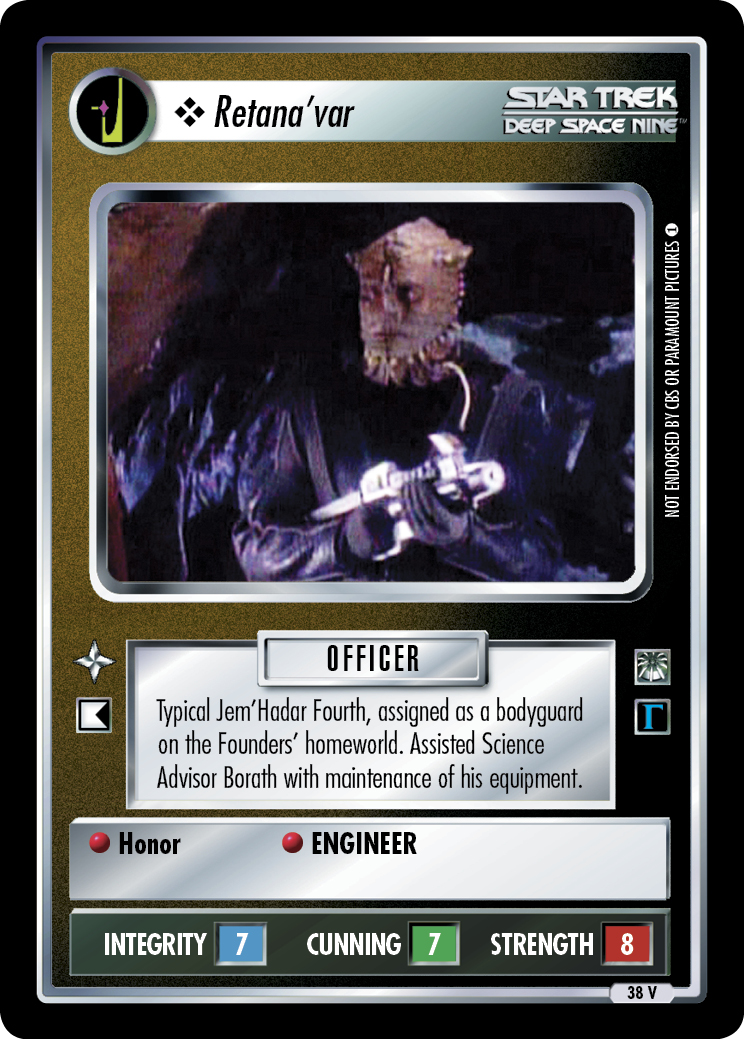 ❖ Retana'var
STAR TREK
DEEP SPACE NINE™
NOT ENDORSED BY CBS OR PARAMOUNT PICTURES 1
OFFICER
Typical Jem'Hadar Fourth, assigned as a bodyguard
on the Founders' homeworld. Assisted Science
Advisor Borath with maintenance of his equipment.
Γ
Honor ENGINEER
INTEGRITY 7 CUNNING 7 STRENGTH 8
38 V